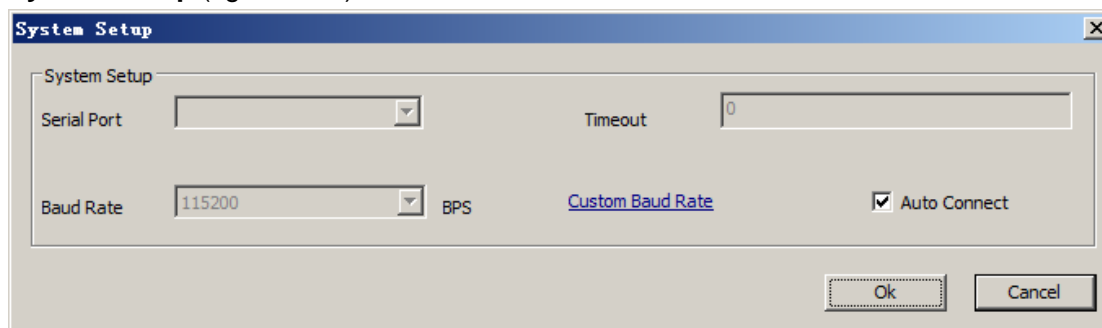 System Setup
System Setup
Serial Port
Timeout 0
Baud Rate 115200 BPS Custom Baud Rate Auto Connect
Ok Cancel